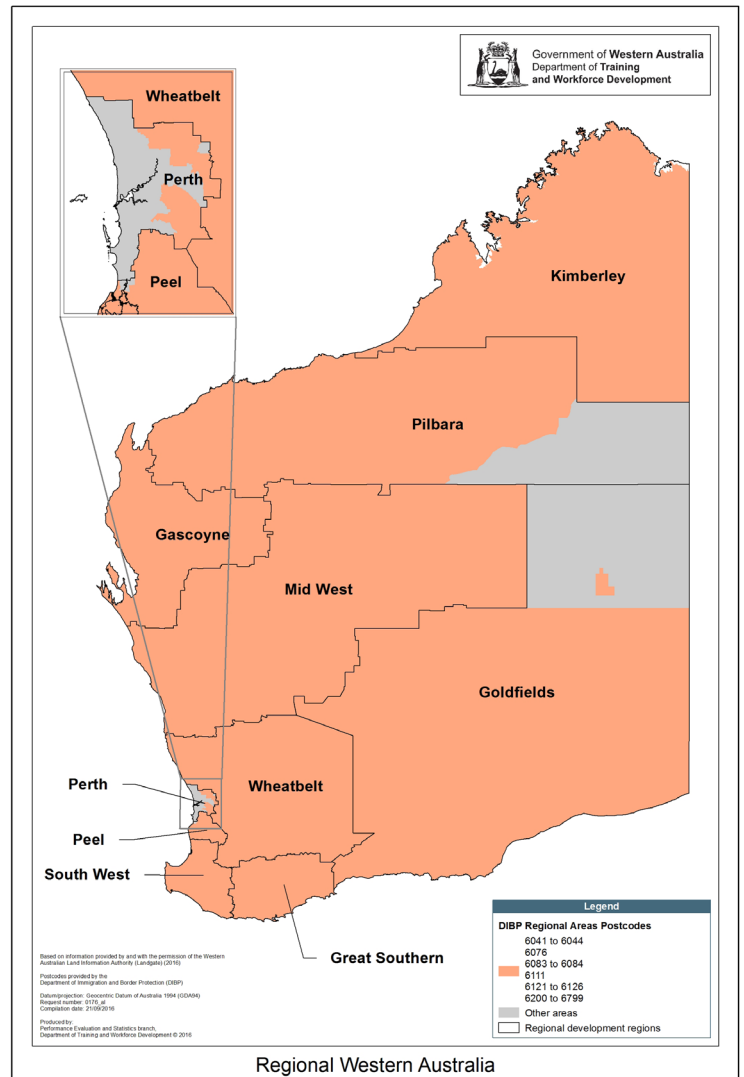 Government of Western Australia
Department of Training
and Workforce Development
Wheatbelt
Perth
Peel
Kimberley
Pilbara
Gascoyne
Mid West
Goldfields
Perth
Wheatbelt
Peel
South West
Great Southern
Legend
DIBP Regional Areas Postcodes
6041 to 6044
6076
6083 to 6084
6111
6121 to 6126
6200 to 6799
Other areas
Regional development regions
Based on information provided by and with the permission of the Western
Australian Land Information Authority (Landgate) (2016)
Postcodes provided by the
Department of Immigration and Border Protection (DIBP)
Datum/projection: Geocentric Datum of Australia 1994 (GDA94)
Request number: 0176_al
Compilation date: 21/09/2016
Produced by:
Performance Evaluation and Statistics branch,
Department of Training and Workforce Development © 2016
Regional Western Australia